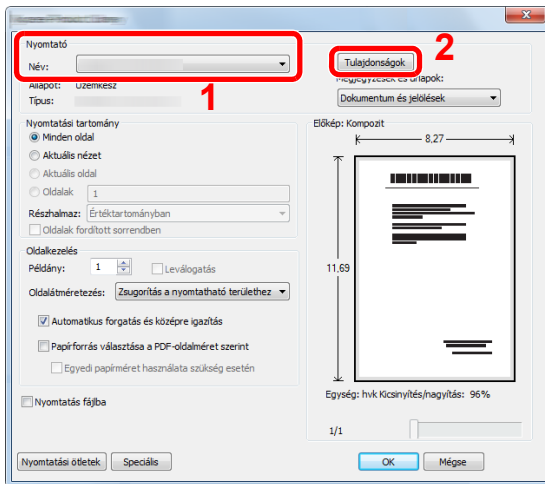 Nyomtató
2
Név:
Tulajdonságok
Állapot: Üzemkész
1
Megjegyzések és űrlapok:
Típus:
Dokumentum és jelölések
Nyomtatási tartomány
Minden oldal
Aktuális nézet
Aktuális oldal
Oldalak 1
Részhalmaz: Értéktartományban
Oldalak fordított sorrendben
Oldalkezelés
Példány: 1 Leválogatás
Oldalátméretezés: Zsugorítás a nyomtatható területhez
Automatikus forgatás és középre igazítás
Papírforrás választása a PDF-oldalméret szerint
Egyedi papírméret használata szükség esetén
Nyomtatás fájlba
Előkép: Kompozit
8,27
11,69
Egység: hvk Kicsinyítés/nagyítás: 96%
1/1
Nyomtatási ötletek
Speciális
OK
Mégse